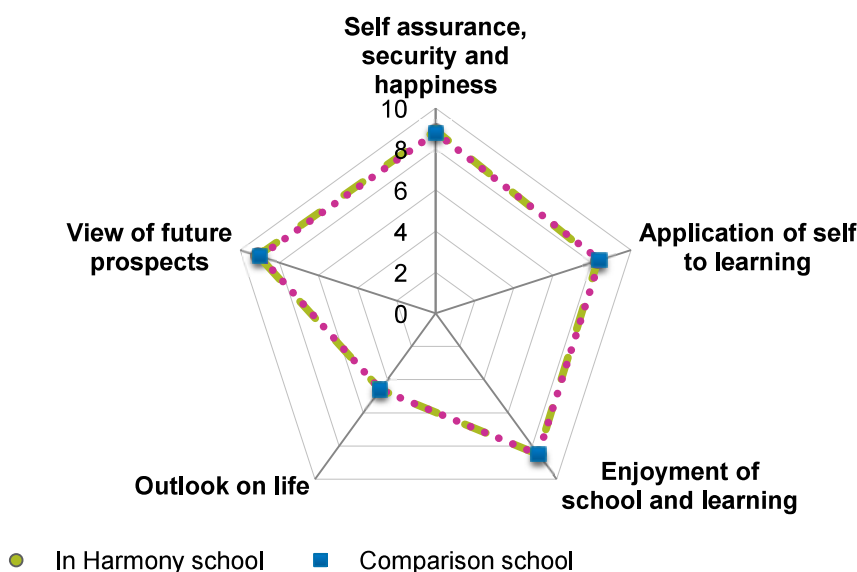 Self assurance,
security and
happiness
10
8
6
4
2
0
View of future
prospects
Application of self
to learning
Outlook on life
Enjoyment of
school and learning
In Harmony school
Comparison school